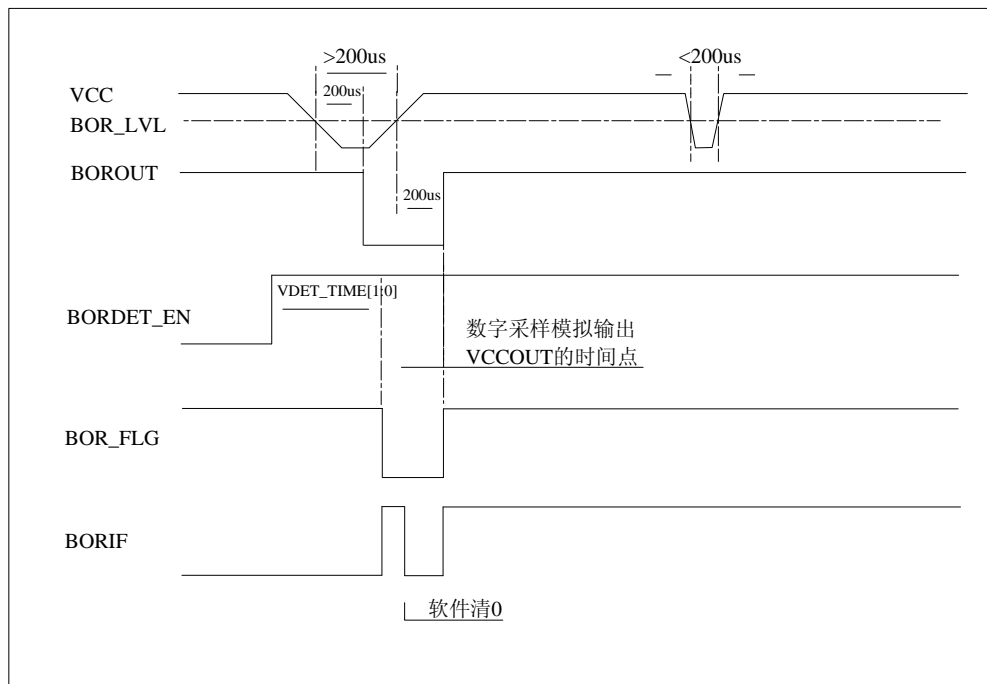 >200us
<200us
VCC
200us
BOR_LVL
BOROUT
200us
VDET_TIME[1:0]
BORDET_EN
数字采样模拟输出
VCCOUT的时间点
BOR_FLG
BORIF
软件清0